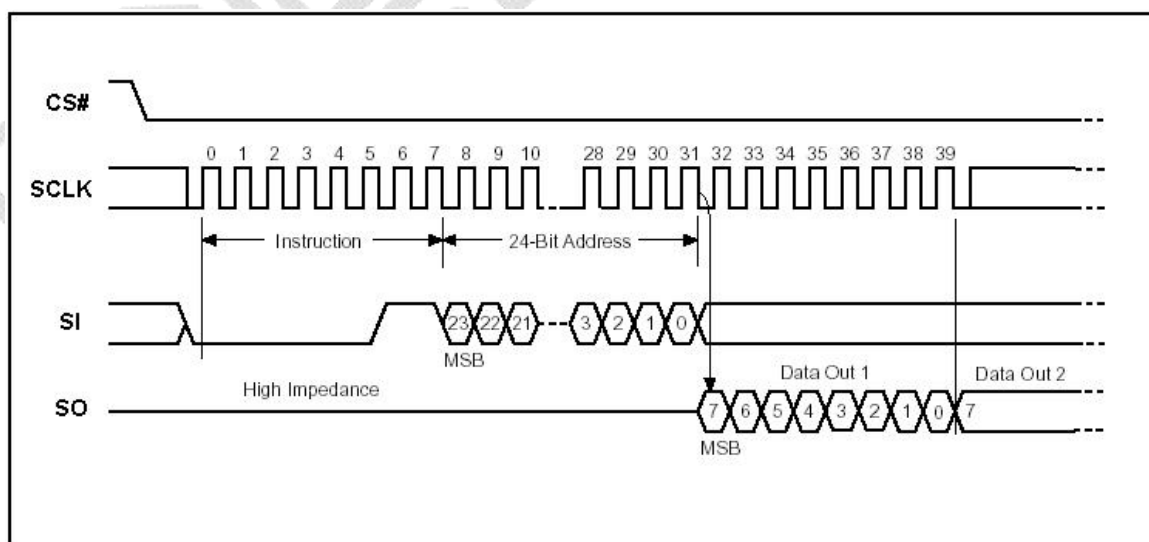 CS#
0 1 2 3 4 5 6 7 8 9 10 28 29 30 31 32 33 34 35 36 37 38 39
SCLK
Instruction 24-Bit Address
SI 23 22 21 3 2 1 0
MSB
High Impedance Data Out 1 Data Out 2
SO 7 6 5 4 3 2 1 0 7
MSB